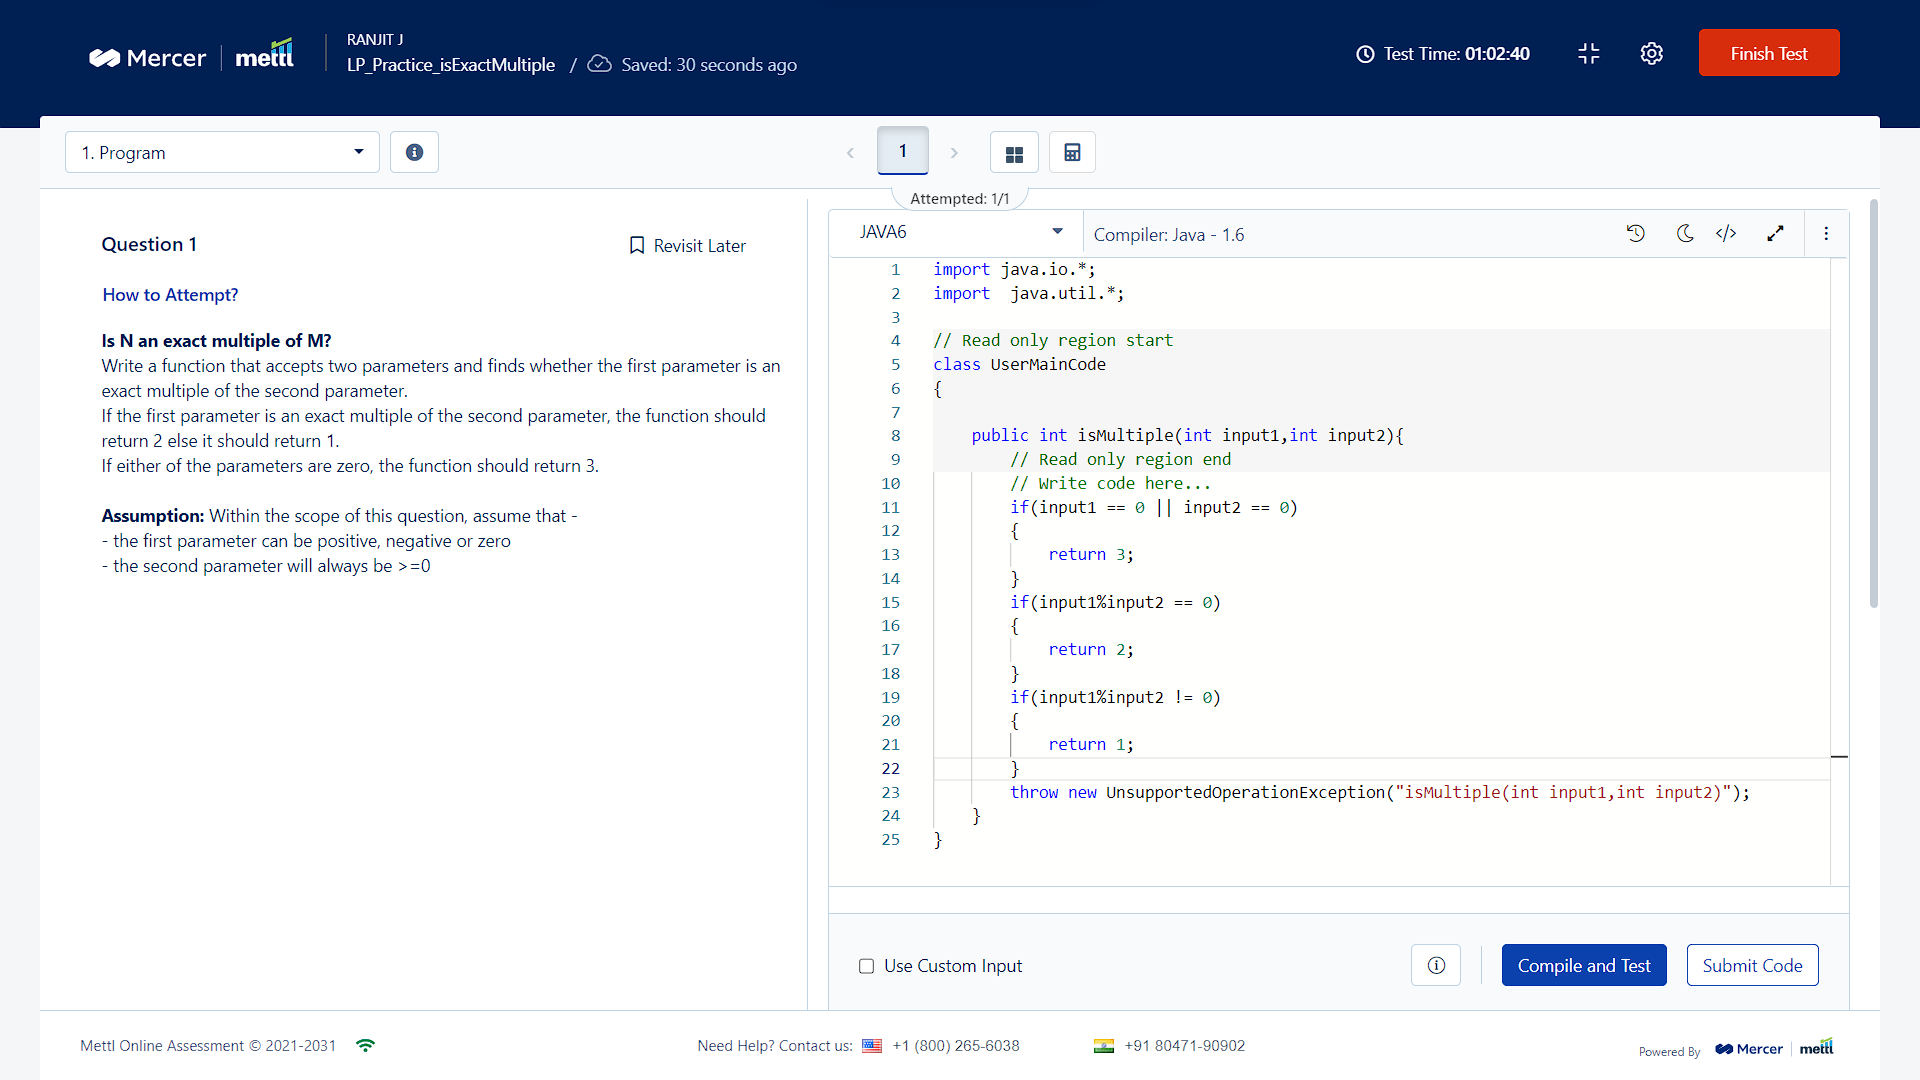 Mercer | mettl
RANJIT J
LP_Practice_isExactMultiple / Saved: 30 seconds ago
Test Time: 01:02:40
Finish Test
1. Program
1
Attempted: 1/1
Question 1
Revisit Later
How to Attempt?
Is N an exact multiple of M?
Write a function that accepts two parameters and finds whether the first parameter is an
exact multiple of the second parameter.
If the first parameter is an exact multiple of the second parameter, the function should
return 2 else it should return 1.
If either of the parameters are zero, the function should return 3.
Assumption: Within the scope of this question, assume that -
- the first parameter can be positive, negative or zero
- the second parameter will always be >=0
JAVA6
Compiler: Java - 1.6
1 import java.io.*;
2 import  java.util.*;
3
4 // Read only region start
5 class UserMainCode
6 {
7
8     public int isMultiple(int input1,int input2){
9         // Read only region end
10         // Write code here...
11         if(input1 == 0 || input2 == 0)
12         {
13             return 3;
14         }
15         if(input1%input2 == 0)
16         {
17             return 2;
18         }
19         if(input1%input2 != 0)
20         {
21             return 1;
22         }
23         throw new UnsupportedOperationException("isMultiple(int input1,int input2)");
24     }
25 }
Use Custom Input
Compile and Test
Submit Code
Mettl Online Assessment © 2021-2031
Need Help? Contact us: +1 (800) 265-6038
+91 80471-90902
Powered By Mercer | mettl